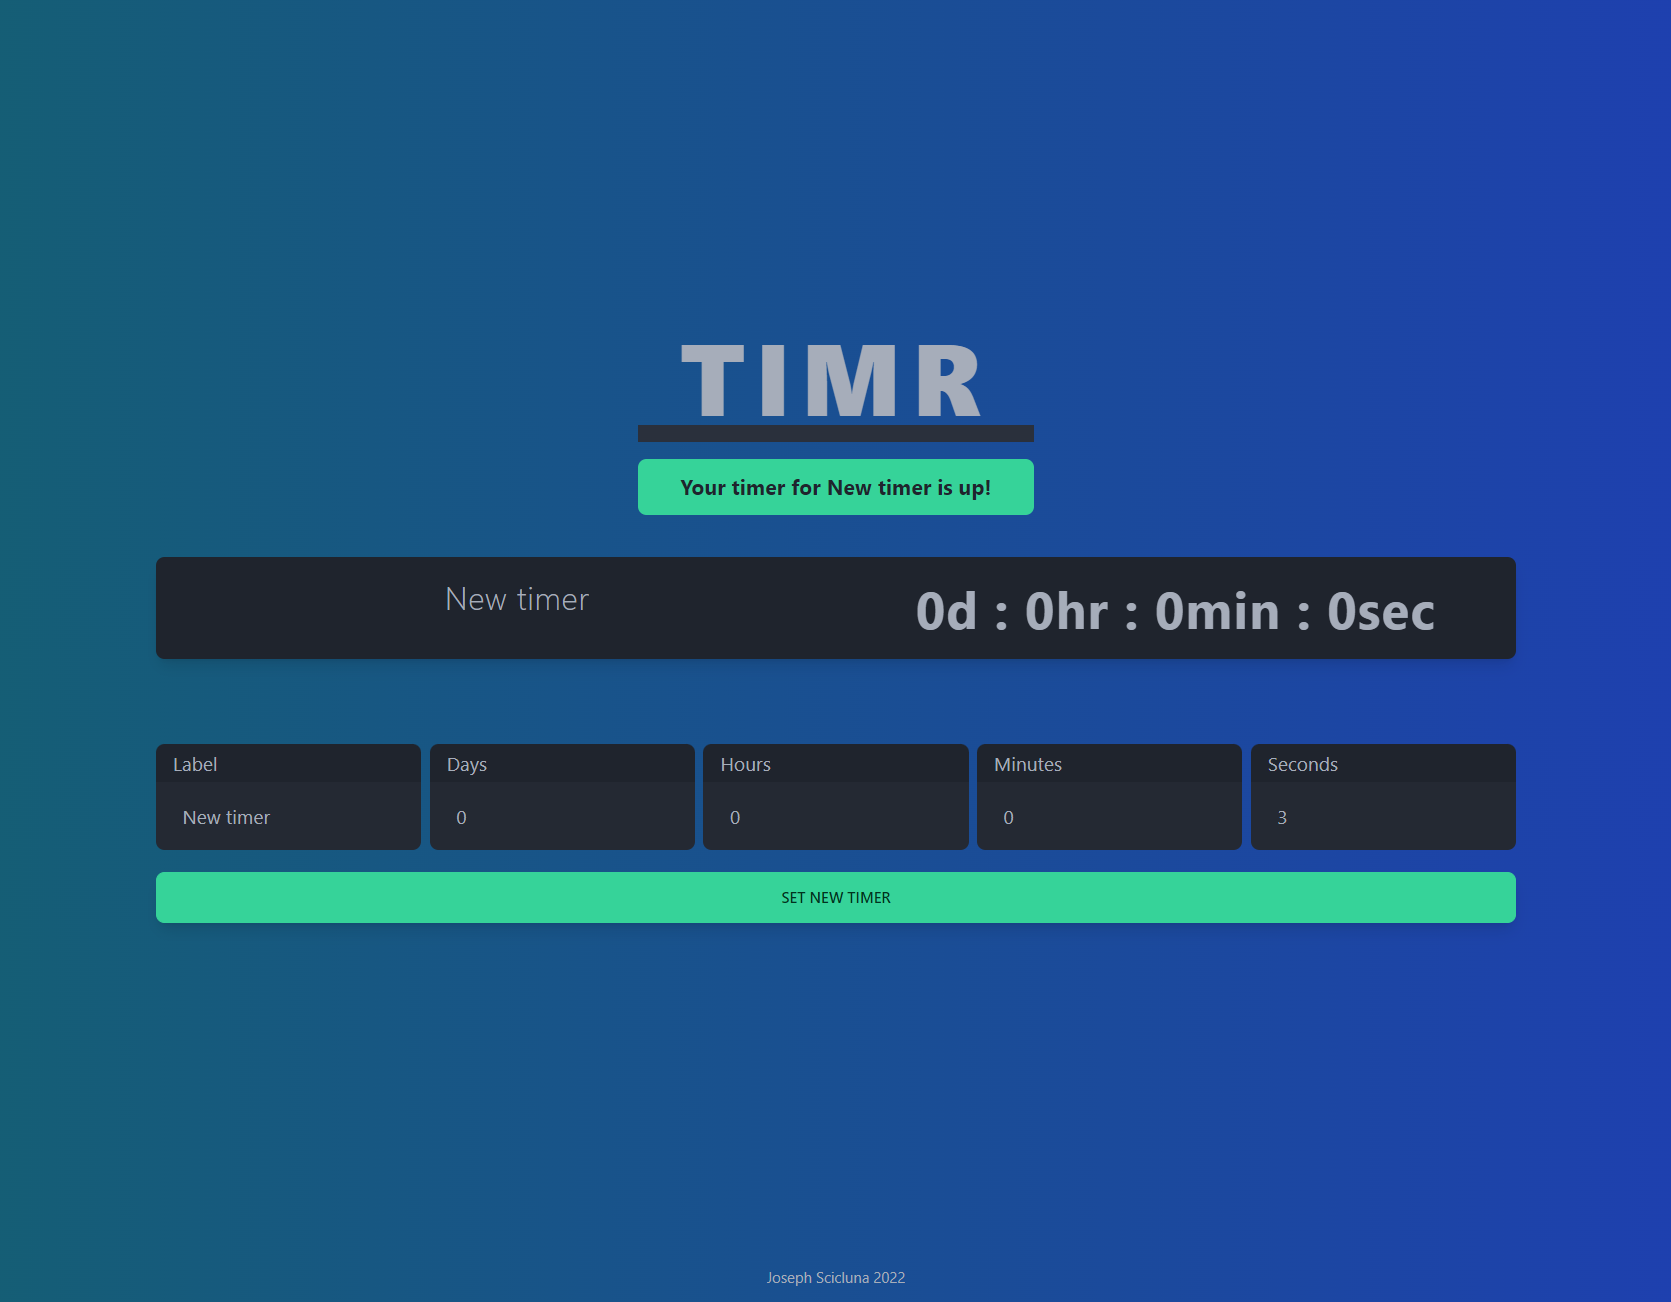 TIMR
Your timer for New timer is up!
New timer
0d : 0hr : 0min : 0sec
Label
Days
Hours
Minutes
Seconds
New timer
0
0
0
3
SET NEW TIMER
Joseph Scicluna 2022